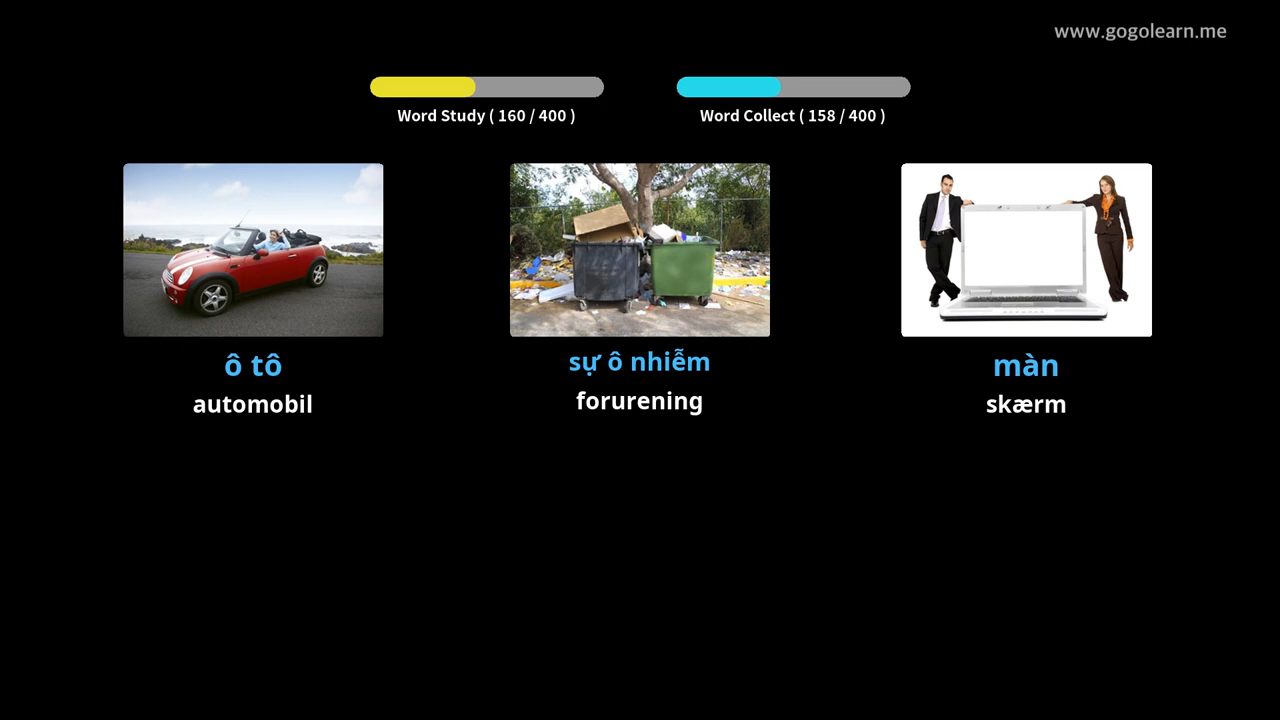 www.gogolearn.me
Word Study ( 160 / 400 )
Word Collect ( 158 / 400 )
ô tô
automobil
sự ô nhiễm
forurening
màn
skærm